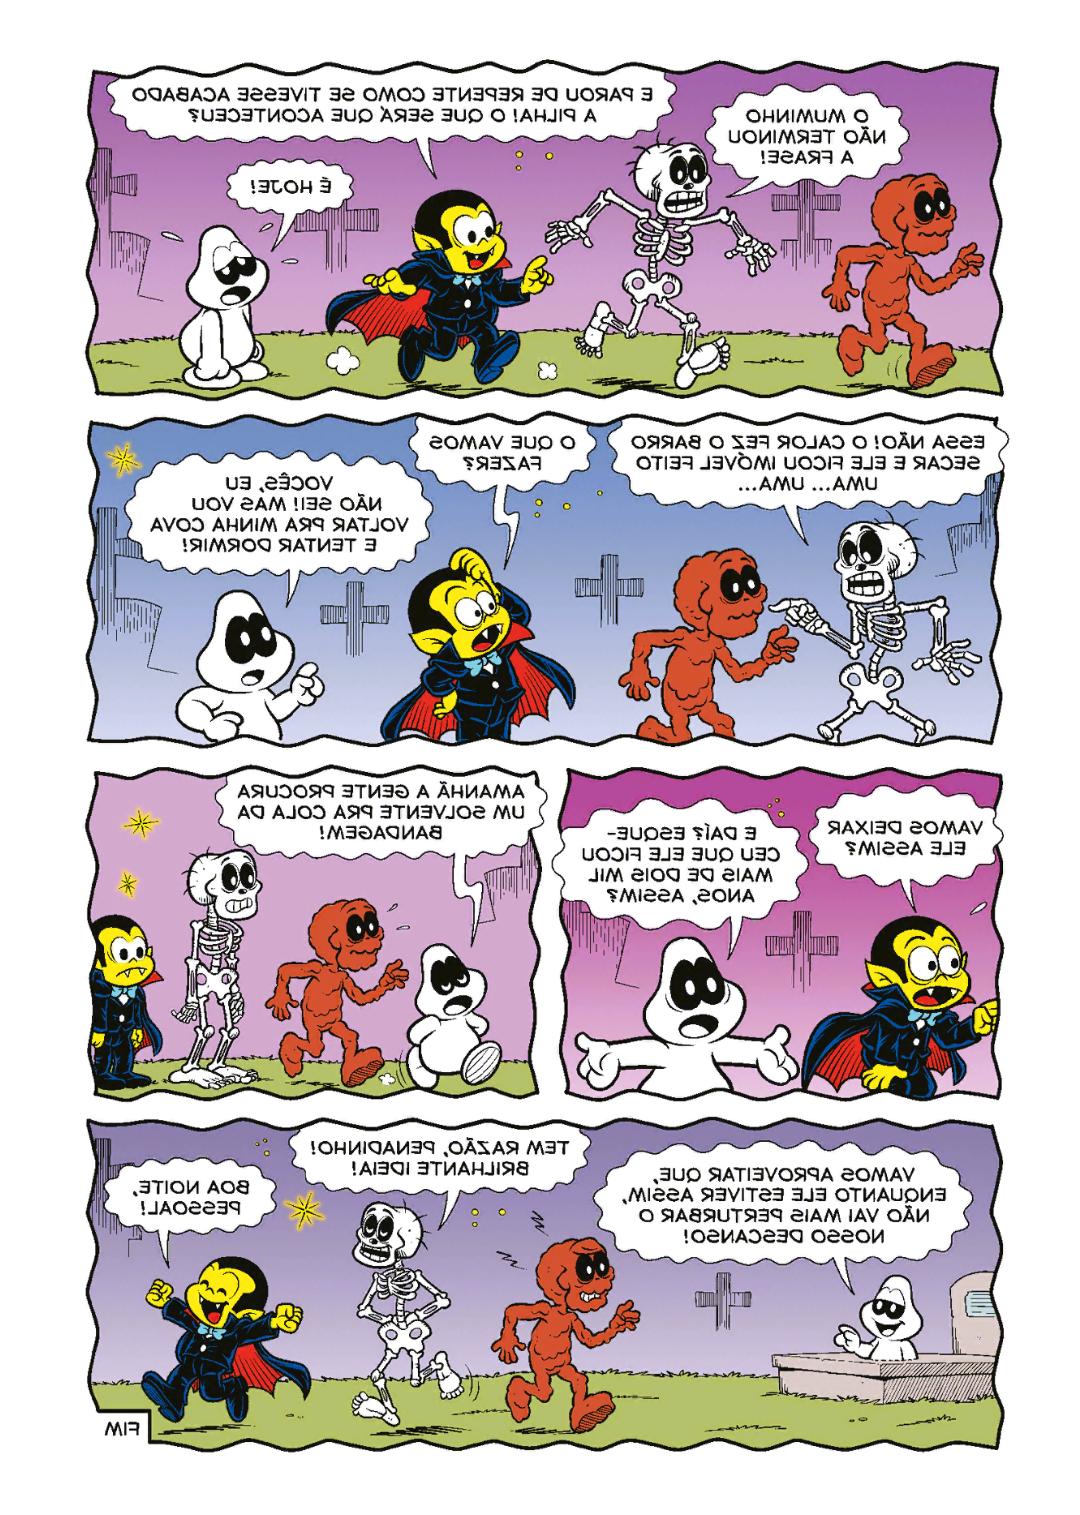 O MUMINHO
NÃO TERMINOU
A FRASE!
E PAROU DE REPENTE COMO SE TIVESSE ACABADO
A PILHA! O QUE SERÁ QUE ACONTECEU?
É HOJE!
ESSA NÃO! O CALOR FEZ O BARRO
SECAR E ELE FICOU IMÓVEL FEITO
UMA... UMA...
O QUE VAMOS
FAZER?
VOCÊS, EU
NÃO SEI! MAS VOU
VOLTAR PRA MINHA COVA
E TENTAR DORMIR!
VAMOS DEIXAR
ELE ASSIM?
E DAÍ? ESQUE-
CEU QUE ELE FICOU
MAIS DE DOIS MIL
ANOS, ASSIM?
AMANHÃ A GENTE PROCURA
UM SOLVENTE PRA COLA DA
BANDAGEM!
VAMOS APROVEITAR QUE,
ENQUANTO ELE ESTIVER ASSIM,
NÃO VAI MAIS PERTURBAR O
NOSSO DESCANSO!
TEM RAZÃO, PENADINHO!
BRILHANTE IDEIA!
BOA NOITE,
PESSOAL!
FIM